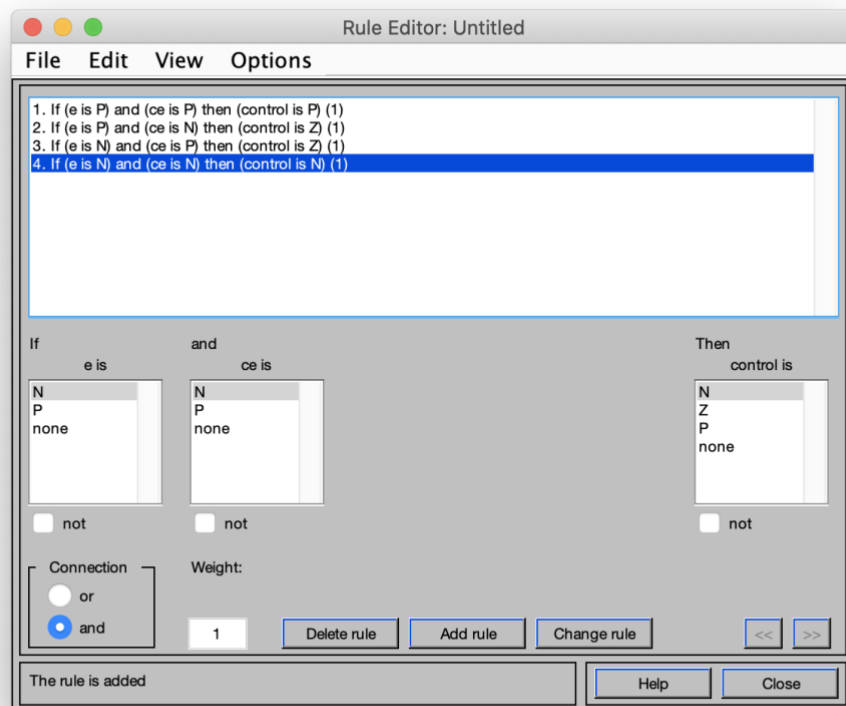 Rule Editor: Untitled
File Edit View Options
1. If (e is P) and (ce is P) then (control is P) (1)
2. If (e is P) and (ce is N) then (control is Z) (1)
3. If (e is N) and (ce is P) then (control is Z) (1)
4. If (e is N) and (ce is N) then (control is N) (1)
If and Then
e is ce is control is
N N N
P P Z
none none P
none
not not not
Connection Weight:
or
and 1 Delete rule Add rule Change rule << >>
The rule is added Help Close